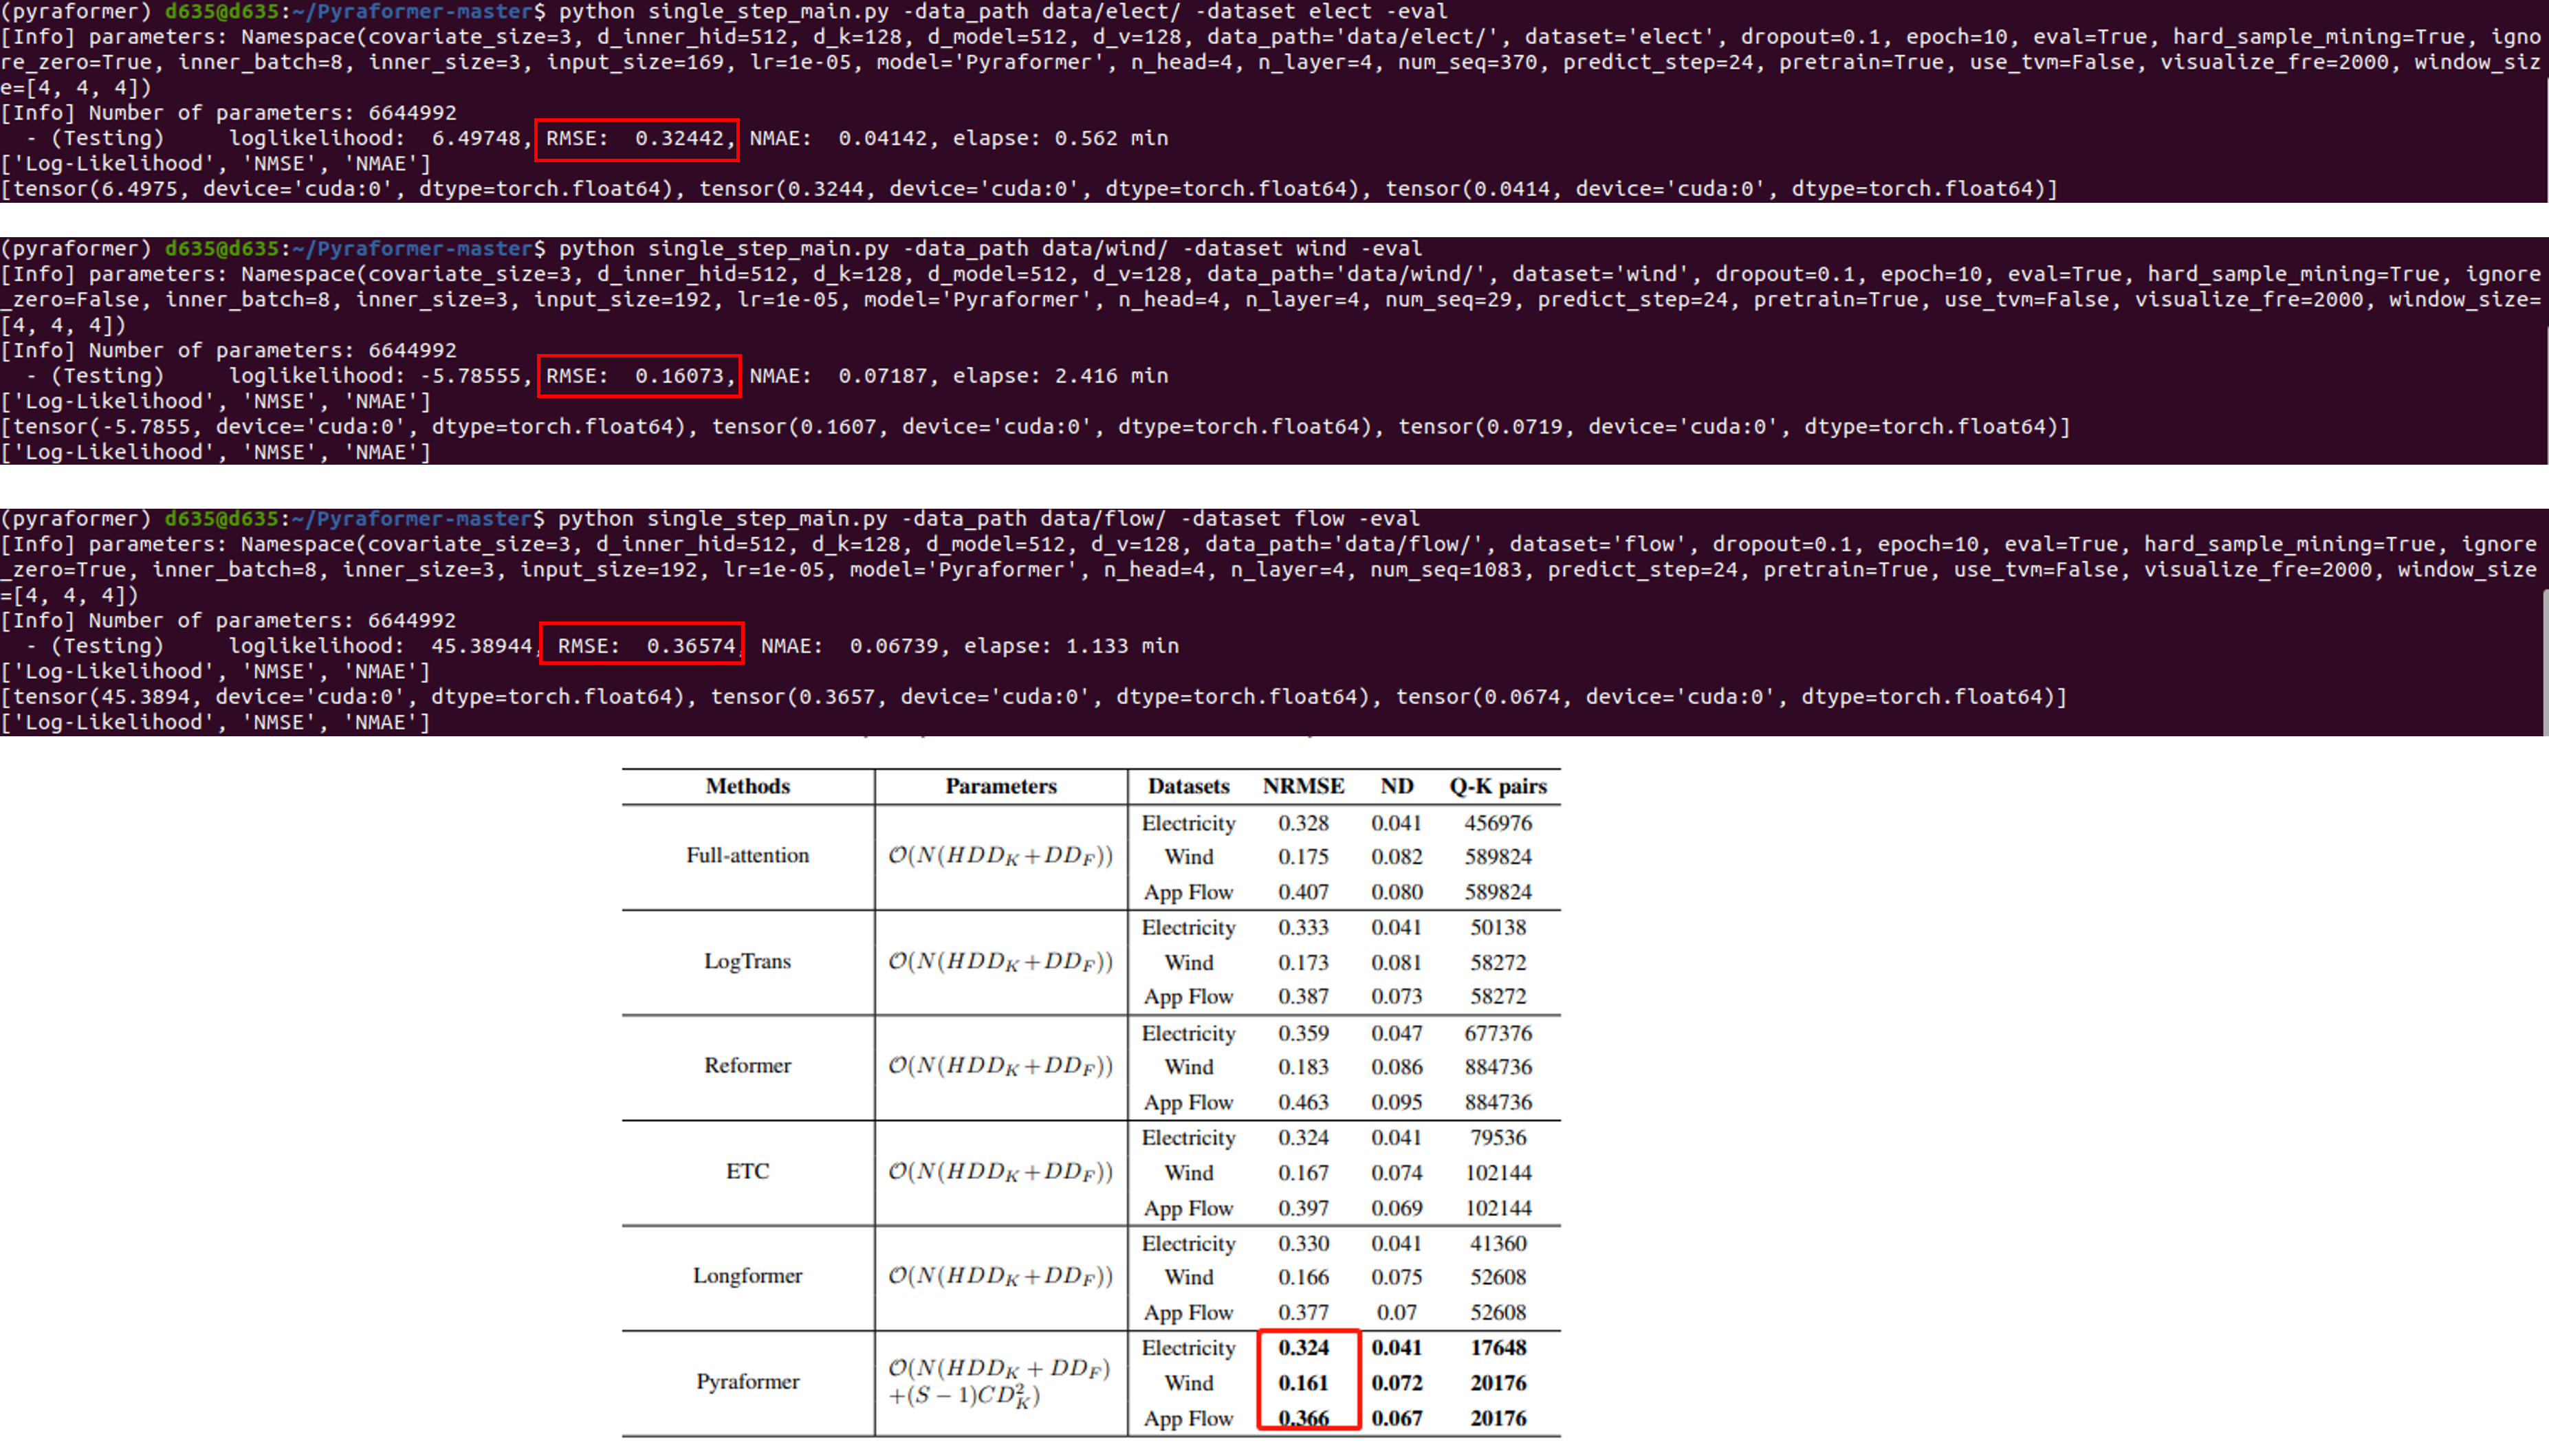 (pyraformer) d635@d635:~/Pyraformer-master$ python single_step_main.py -data_path data/elect/ -dataset elect -eval
[Info] parameters: Namespace(covariate_size=3, d_inner_hid=512, d_k=128, d_model=512, d_v=128, data_path='data/elect/', dataset='elect', dropout=0.1, epoch=10, eval=True, hard_sample_mining=True, igno
re_zero=True, inner_batch=8, inner_size=3, input_size=169, lr=1e-05, model='Pyraformer', n_head=4, n_layer=4, num_seq=370, predict_step=24, pretrain=True, use_tvm=False, visualize_fre=2000, window_siz
e=[4, 4, 4])
[Info] Number of parameters: 6644992
- (Testing) loglikelihood: 6.49748, RMSE: 0.32442, NMAE: 0.04142, elapse: 0.562 min
['Log-Likelihood', 'NMSE', 'NMAE']
[tensor(6.4975, device='cuda:0', dtype=torch.float64), tensor(0.3244, device='cuda:0', dtype=torch.float64), tensor(0.0414, device='cuda:0', dtype=torch.float64)]
(pyraformer) d635@d635:~/Pyraformer-master$ python single_step_main.py -data_path data/wind/ -dataset wind -eval
[Info] parameters: Namespace(covariate_size=3, d_inner_hid=512, d_k=128, d_model=512, d_v=128, data_path='data/wind/', dataset='wind', dropout=0.1, epoch=10, eval=True, hard_sample_mining=True, ignore
_zero=False, inner_batch=8, inner_size=3, input_size=192, lr=1e-05, model='Pyraformer', n_head=4, n_layer=4, num_seq=29, predict_step=24, pretrain=True, use_tvm=False, visualize_fre=2000, window_size=
[4, 4, 4])
[Info] Number of parameters: 6644992
- (Testing) loglikelihood: -5.78555, RMSE: 0.16073, NMAE: 0.07187, elapse: 2.416 min
['Log-Likelihood', 'NMSE', 'NMAE']
[tensor(-5.7855, device='cuda:0', dtype=torch.float64), tensor(0.1607, device='cuda:0', dtype=torch.float64), tensor(0.0719, device='cuda:0', dtype=torch.float64)]
['Log-Likelihood', 'NMSE', 'NMAE']
(pyraformer) d635@d635:~/Pyraformer-master$ python single_step_main.py -data_path data/flow/ -dataset flow -eval
[Info] parameters: Namespace(covariate_size=3, d_inner_hid=512, d_k=128, d_model=512, d_v=128, data_path='data/flow/', dataset='flow', dropout=0.1, epoch=10, eval=True, hard_sample_mining=True, ignore
_zero=True, inner_batch=8, inner_size=3, input_size=192, lr=1e-05, model='Pyraformer', n_head=4, n_layer=4, num_seq=1083, predict_step=24, pretrain=True, use_tvm=False, visualize_fre=2000, window_size
=[4, 4, 4])
[Info] Number of parameters: 6644992
- (Testing) loglikelihood: 45.38944, RMSE: 0.36574, NMAE: 0.06739, elapse: 1.133 min
['Log-Likelihood', 'NMSE', 'NMAE']
[tensor(45.3894, device='cuda:0', dtype=torch.float64), tensor(0.3657, device='cuda:0', dtype=torch.float64), tensor(0.0674, device='cuda:0', dtype=torch.float64)]
['Log-Likelihood', 'NMSE', 'NMAE']
Methods Parameters Datasets NRMSE ND Q-K pairs
Electricity 0.328 0.041 456976
Full-attention O(N(HDD_K+DD_F)) Wind 0.175 0.082 589824
App Flow 0.407 0.080 589824
Electricity 0.333 0.041 50138
LogTrans O(N(HDD_K+DD_F)) Wind 0.173 0.081 58272
App Flow 0.387 0.073 58272
Electricity 0.359 0.047 677376
Reformer O(N(HDD_K+DD_F)) Wind 0.183 0.086 884736
App Flow 0.463 0.095 884736
Electricity 0.324 0.041 79536
ETC O(N(HDD_K+DD_F)) Wind 0.167 0.074 102144
App Flow 0.397 0.069 102144
Electricity 0.330 0.041 41360
Longformer O(N(HDD_K+DD_F)) Wind 0.166 0.075 52608
App Flow 0.377 0.07 52608
Electricity 0.324 0.041 17648
Pyraformer O(N(HDD_K + DD_F) +(S − 1)CD_K^2) Wind 0.161 0.072 20176
App Flow 0.366 0.067 20176